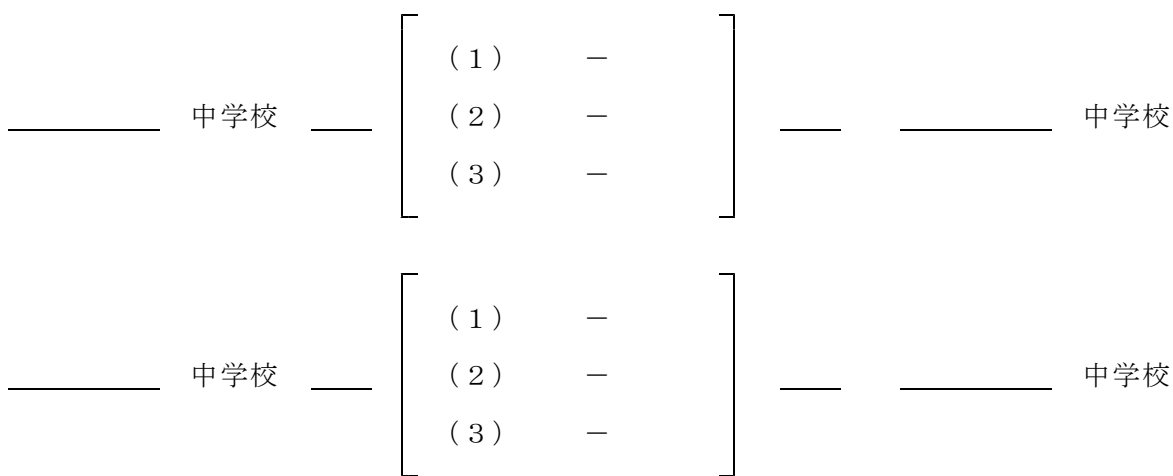 (1) －
中学校 (2) － 中学校
(3) －
(1) －
中学校 (2) － 中学校
(3) －